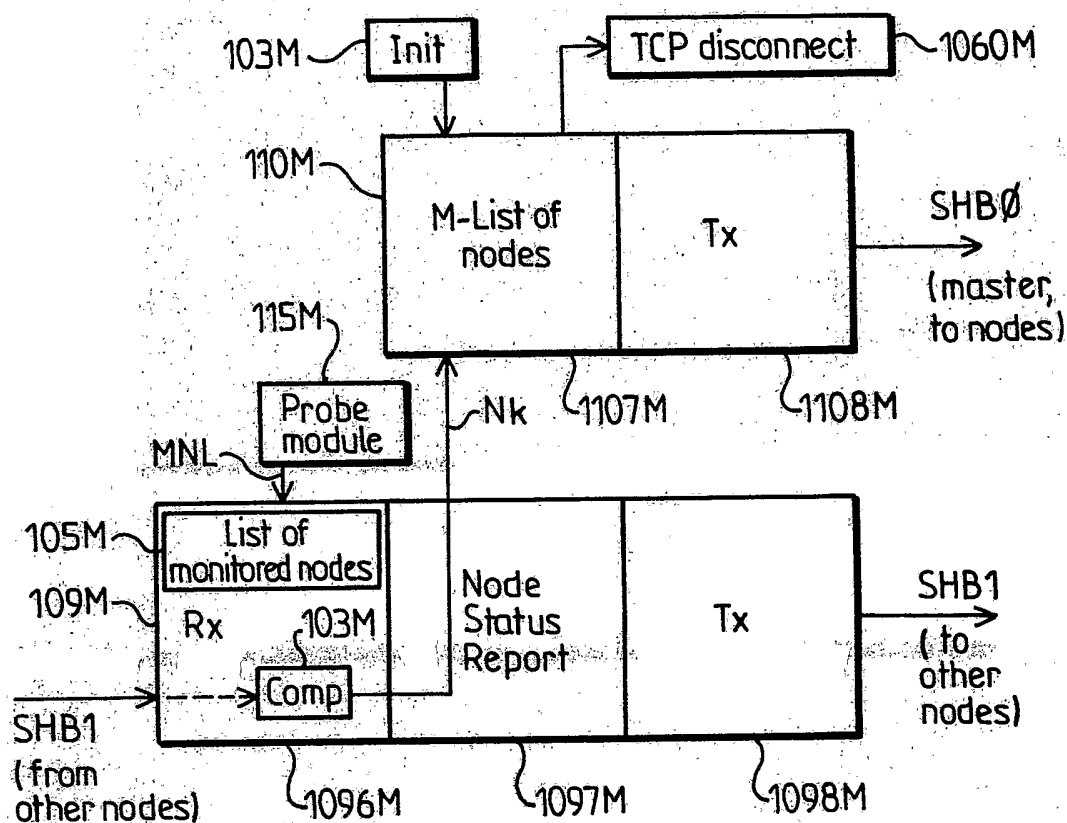 103M
Init
TCP disconnect
1060M
110M
M-List of
nodes
Tx
SHBØ
(master,
to nodes)
115M
Probe
module
Nk
1107M
1108M
MNL
105M
List of
monitored nodes
109M
Rx
103M
Comp
Node
Status
Report
Tx
SHB1
(to
other
nodes)
SHB1
(from
other nodes)
1096M
1097M
1098M